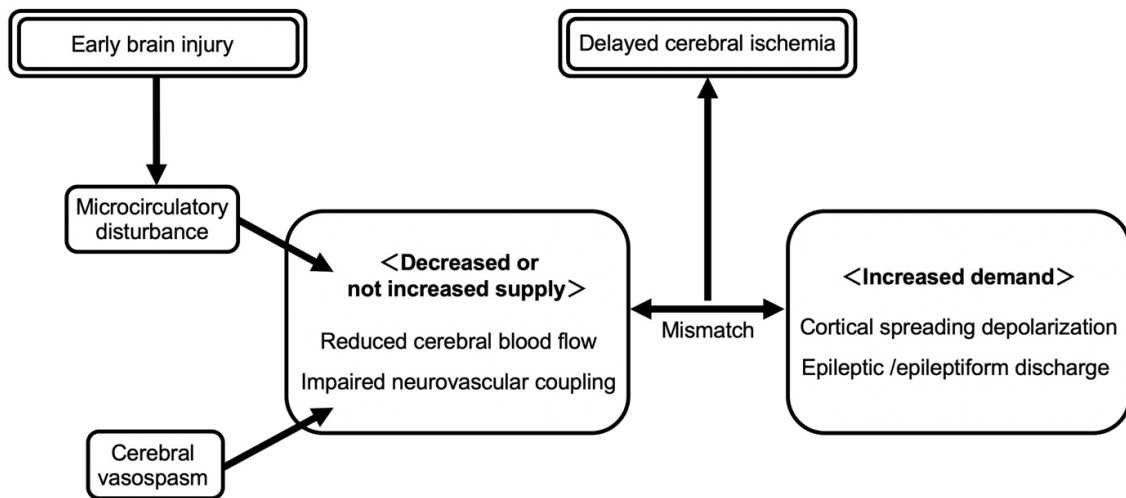 Early brain injury
Delayed cerebral ischemia
Microcirculatory
disturbance
<Decreased or
not increased supply>
Reduced cerebral blood flow
Impaired neurovascular coupling
Mismatch
<Increased demand>
Cortical spreading depolarization
Epileptic /epileptiform discharge
Cerebral
vasospasm